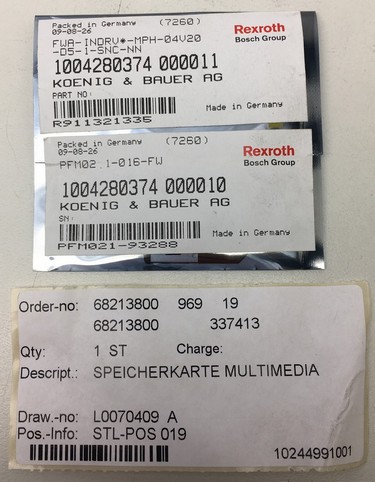 Packed in Germany (7260)
09-08-26
Rexroth
Bosch Group
FWA-INDRV*-MPH-04V20
-D5-1-SNC-NN
1004280374 000011
KOENIG & BAUER AG
PART NO:
Made in Germany
R911321335
Packed in Germany (7260)
09-08-26
Rexroth
Bosch Group
PFM02.1-016-FW
1004280374 000010
KOENIG & BAUER AG
SN:
Made in Germany
PFM021-93288
Order-no: 68213800 969 19
68213800 337413
Qty: 1 ST Charge:
Descript.: SPEICHERKARTE MULTIMEDIA
Draw.-no: L0070409 A
Pos.-Info: STL-POS 019
10244991001